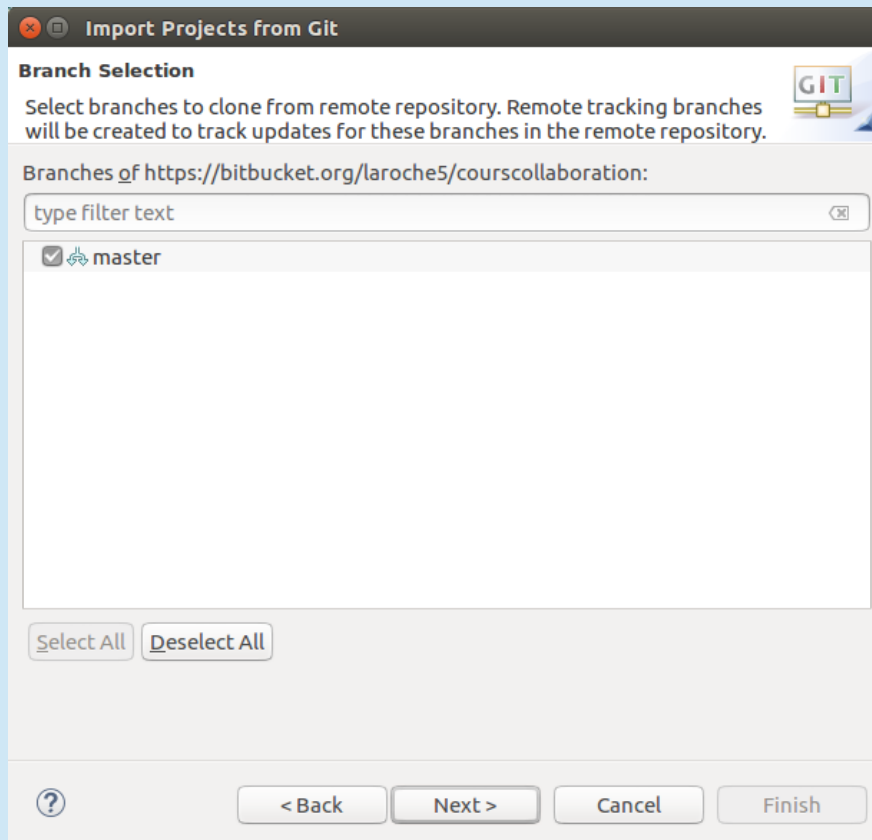 Import Projects from Git
Branch Selection
Select branches to clone from remote repository. Remote tracking branches
will be created to track updates for these branches in the remote repository.
GIT
Branches of https://bitbucket.org/laroche5/courscollaboration:
type filter text
master
Select All Deselect All
? < Back Next > Cancel Finish